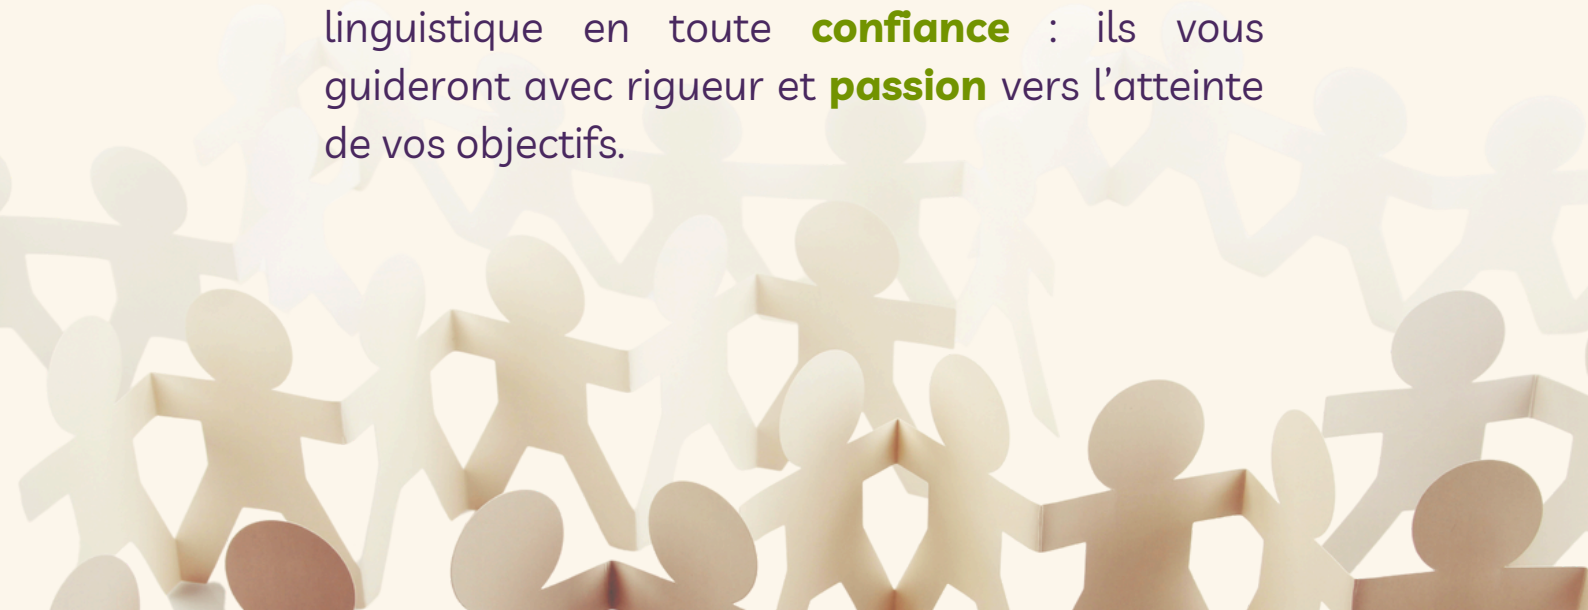 linguistique en toute confiance : ils vous
guideront avec rigueur et passion vers l’atteinte
de vos objectifs.